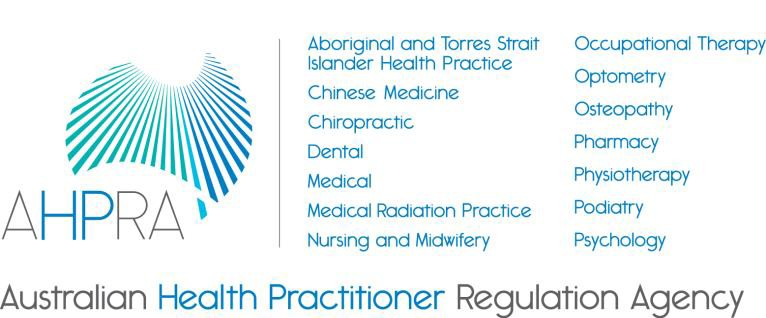 AHPRA
Aboriginal and Torres Strait
Islander Health Practice
Chinese Medicine
Chiropractic
Dental
Medical
Medical Radiation Practice
Nursing and Midwifery
Occupational Therapy
Optometry
Osteopathy
Pharmacy
Physiotherapy
Podiatry
Psychology
Australian Health Practitioner Regulation Agency